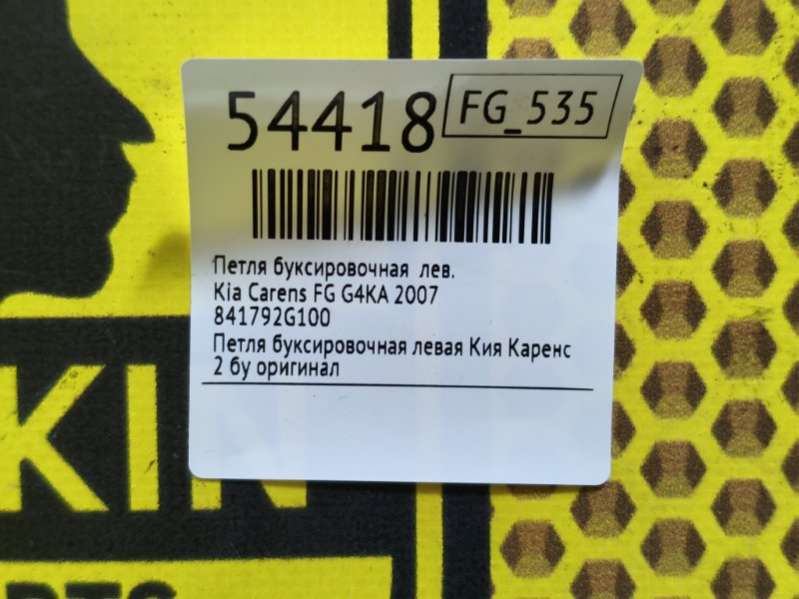 54418
FG_535
Петля буксировочная лев.
Kia Carens FG G4KA 2007
841792G100
Петля буксировочная левая Кия Каренс
2 бу оригинал
KIN